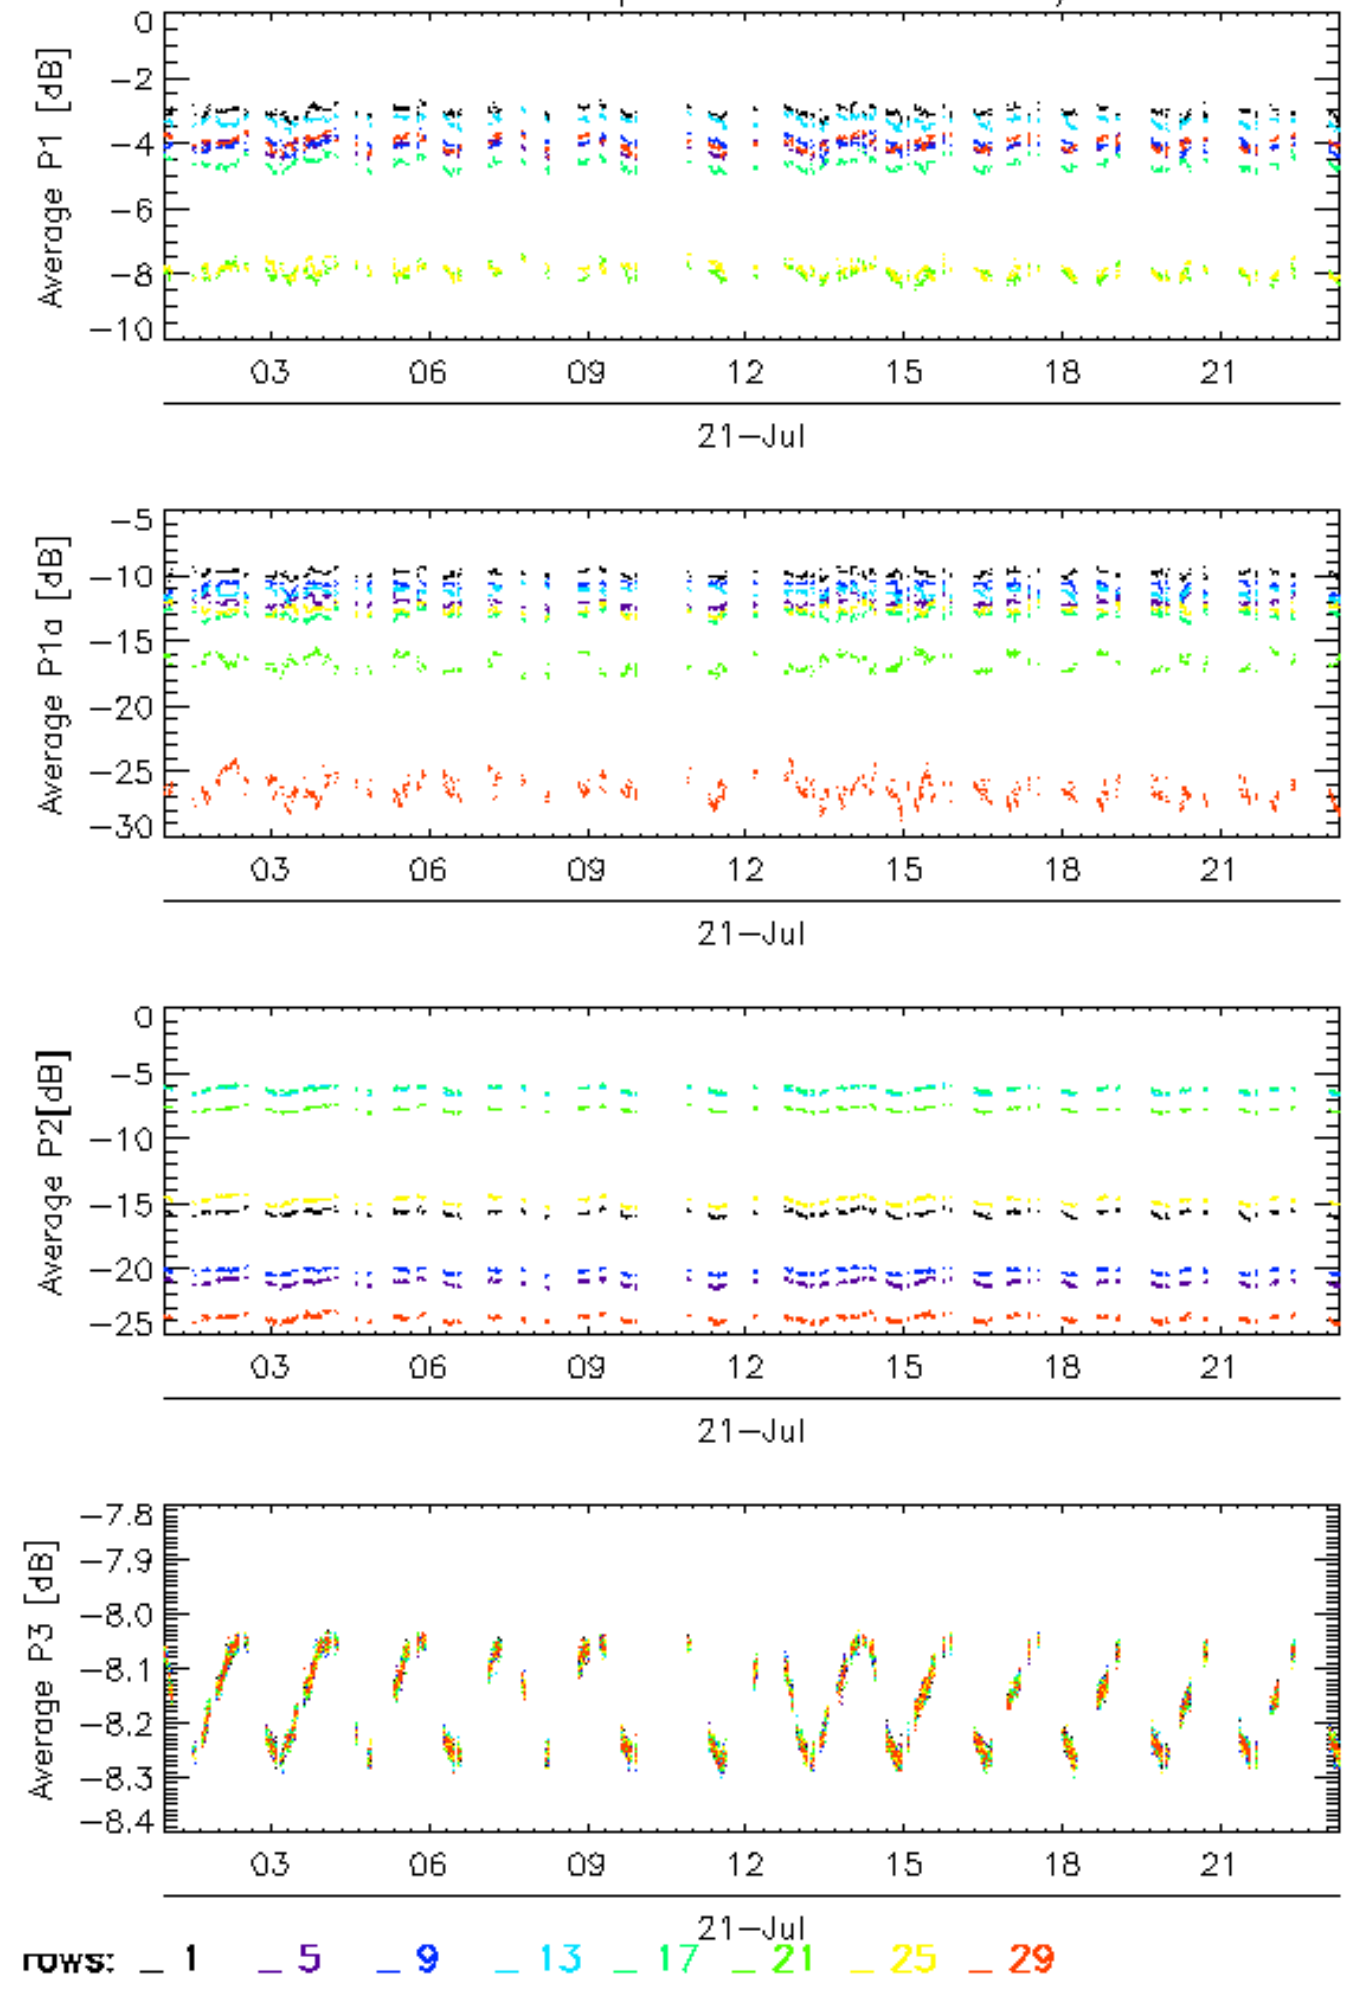 0
−2
−4
−6
−8
−10
Average P1 [dB]
03 06 09 12 15 18 21
21−Jul
−5
−10
−15
−20
−25
−30
Average P1a [dB]
03 06 09 12 15 18 21
21−Jul
0
−5
−10
−15
−20
−25
Average P2[dB]
03 06 09 12 15 18 21
21−Jul
−7.8
−7.9
−8.0
−8.1
−8.2
−8.3
−8.4
Average P3 [dB]
03 06 09 12 15 18 21
21−Jul
rows: _ 1 _ 5 _ 9 _ 13 _ 17 _ 21 _ 25 _ 29